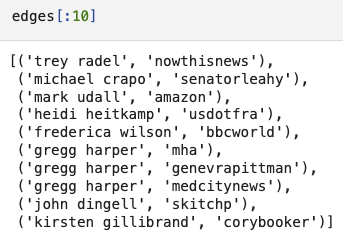 edges[:10]
[('trey radel', 'nowthisnews'),
('michael crapo', 'senatorleahy'),
('mark udall', 'amazon'),
('heidi heitkamp', 'usdotfra'),
('frederica wilson', 'bbcworld'),
('gregg harper', 'mha'),
('gregg harper', 'genevrapittman'),
('gregg harper', 'medcitynews'),
('john dingell', 'skitchp'),
('kirsten gillibrand', 'corybooker')]